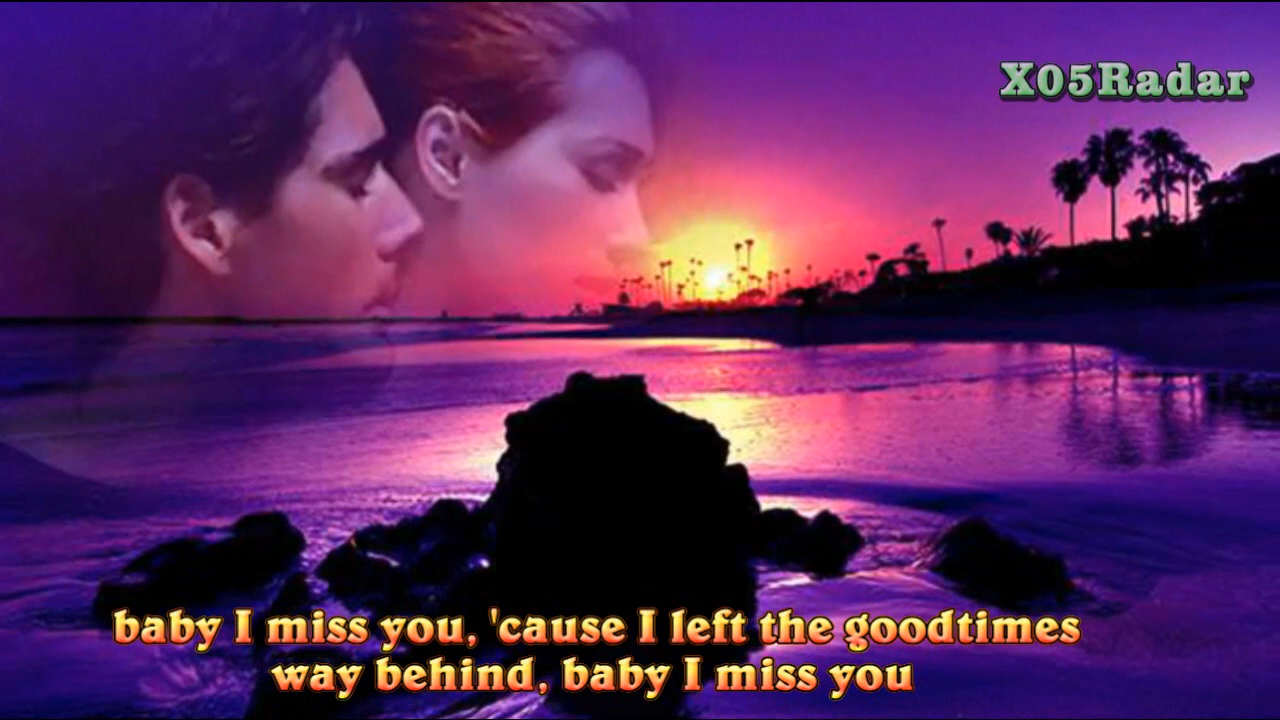 X05Radar
baby I miss you, 'cause I left the goodtimes
way behind, baby I miss you